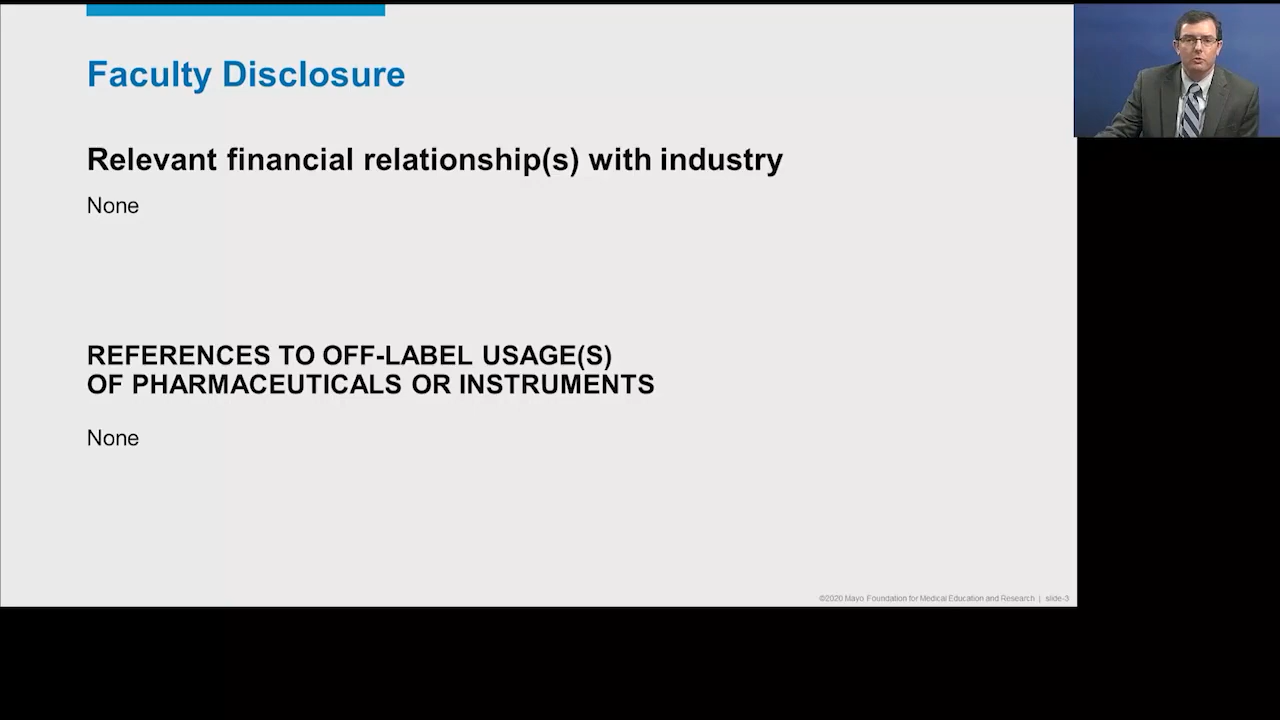 Faculty Disclosure
Relevant financial relationship(s) with industry
None
REFERENCES TO OFF-LABEL USAGE(S)
OF PHARMACEUTICALS OR INSTRUMENTS
None
©2020 Mayo Foundation for Medical Education and Research | slide-3